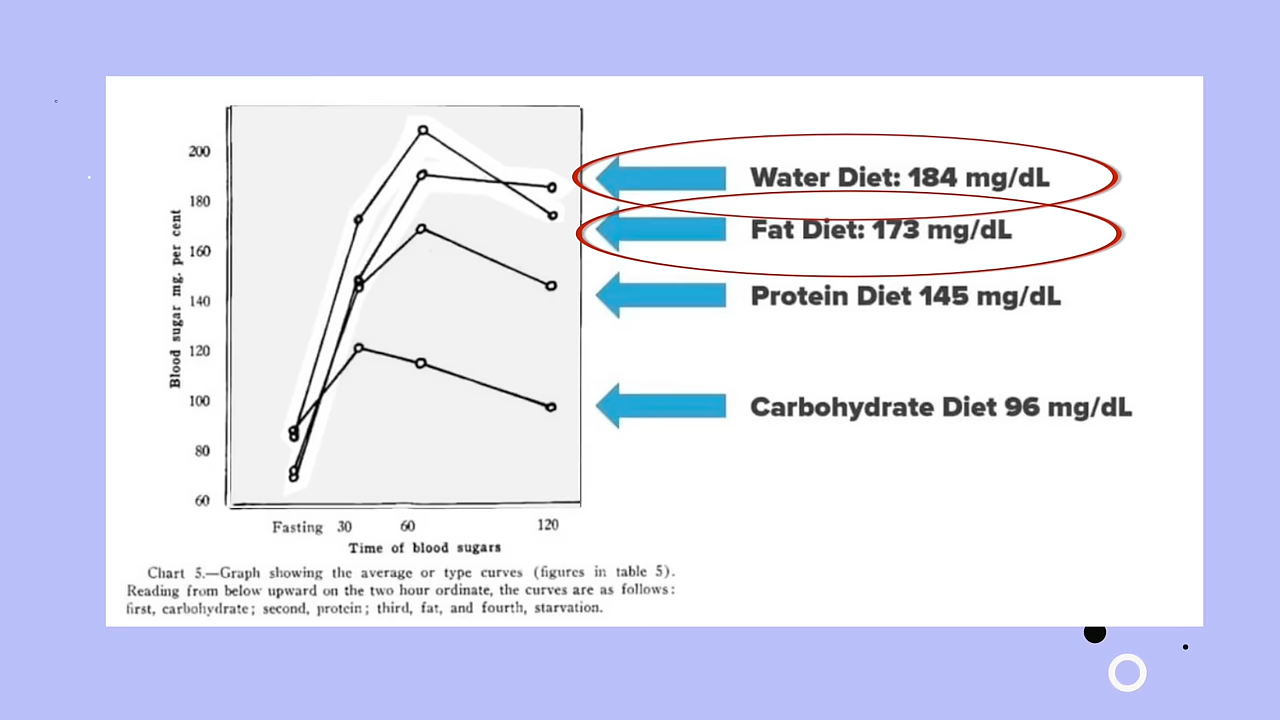 200
180
160
140
120
100
80
60
Blood sugar mg. per cent
Fasting 30 60 120
Time of blood sugars
Water Diet: 184 mg/dL
Fat Diet: 173 mg/dL
Protein Diet 145 mg/dL
Carbohydrate Diet 96 mg/dL
Chart 5.—Graph showing the average or type curves (figures in table 5).
Reading from below upward on the two hour ordinate, the curves are as follows:
first, carbohydrate; second, protein; third, fat, and fourth, starvation.